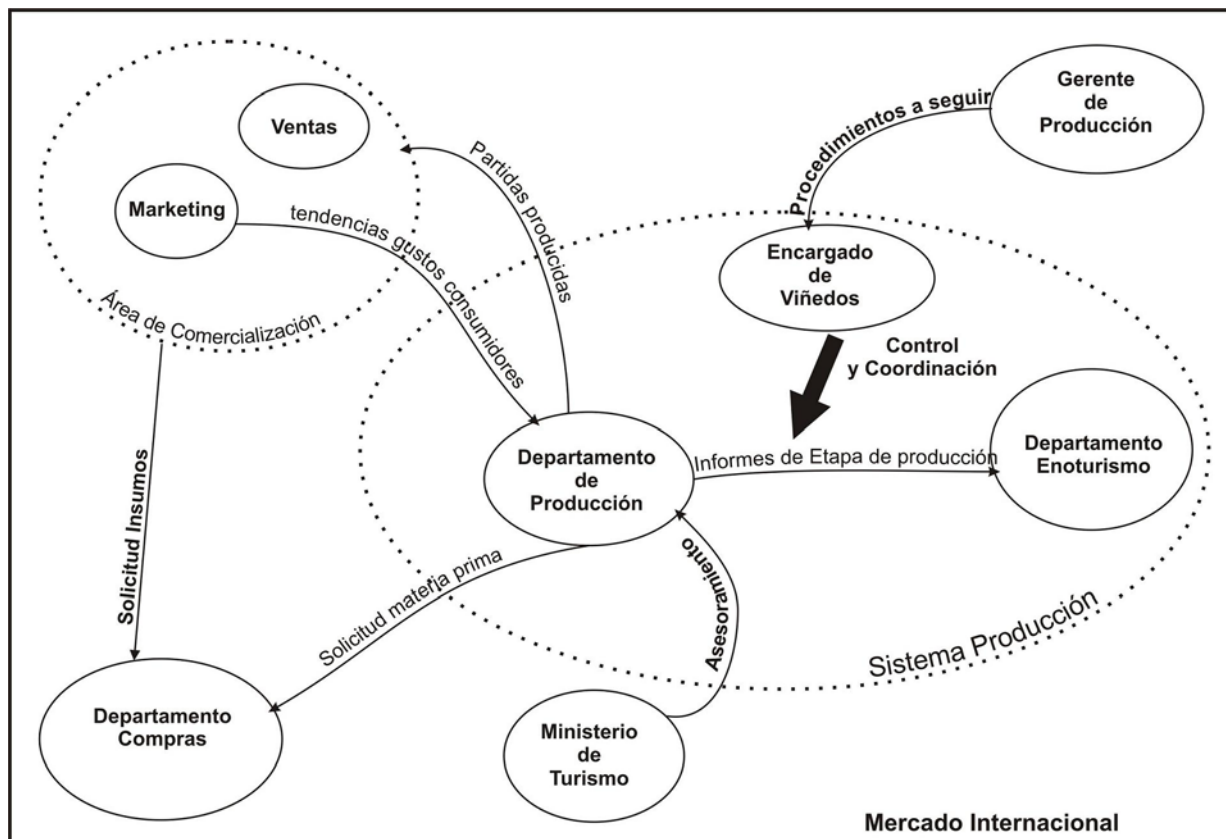 Ventas
Marketing
Área de Comercialización
tendencias gustos consumidores
Partidas producidas
Gerente
de
Producción
Procedimientos a seguir
Encargado
de
Viñedos
Control
y Coordinación
Departamento
de
Producción
Informes de Etapa de producción
Departamento
Enoturismo
Solicitud Insumos
Solicitud materia prima
Asesoramiento
Sistema Producción
Departamento
Compras
Ministerio
de
Turismo
Mercado Internacional